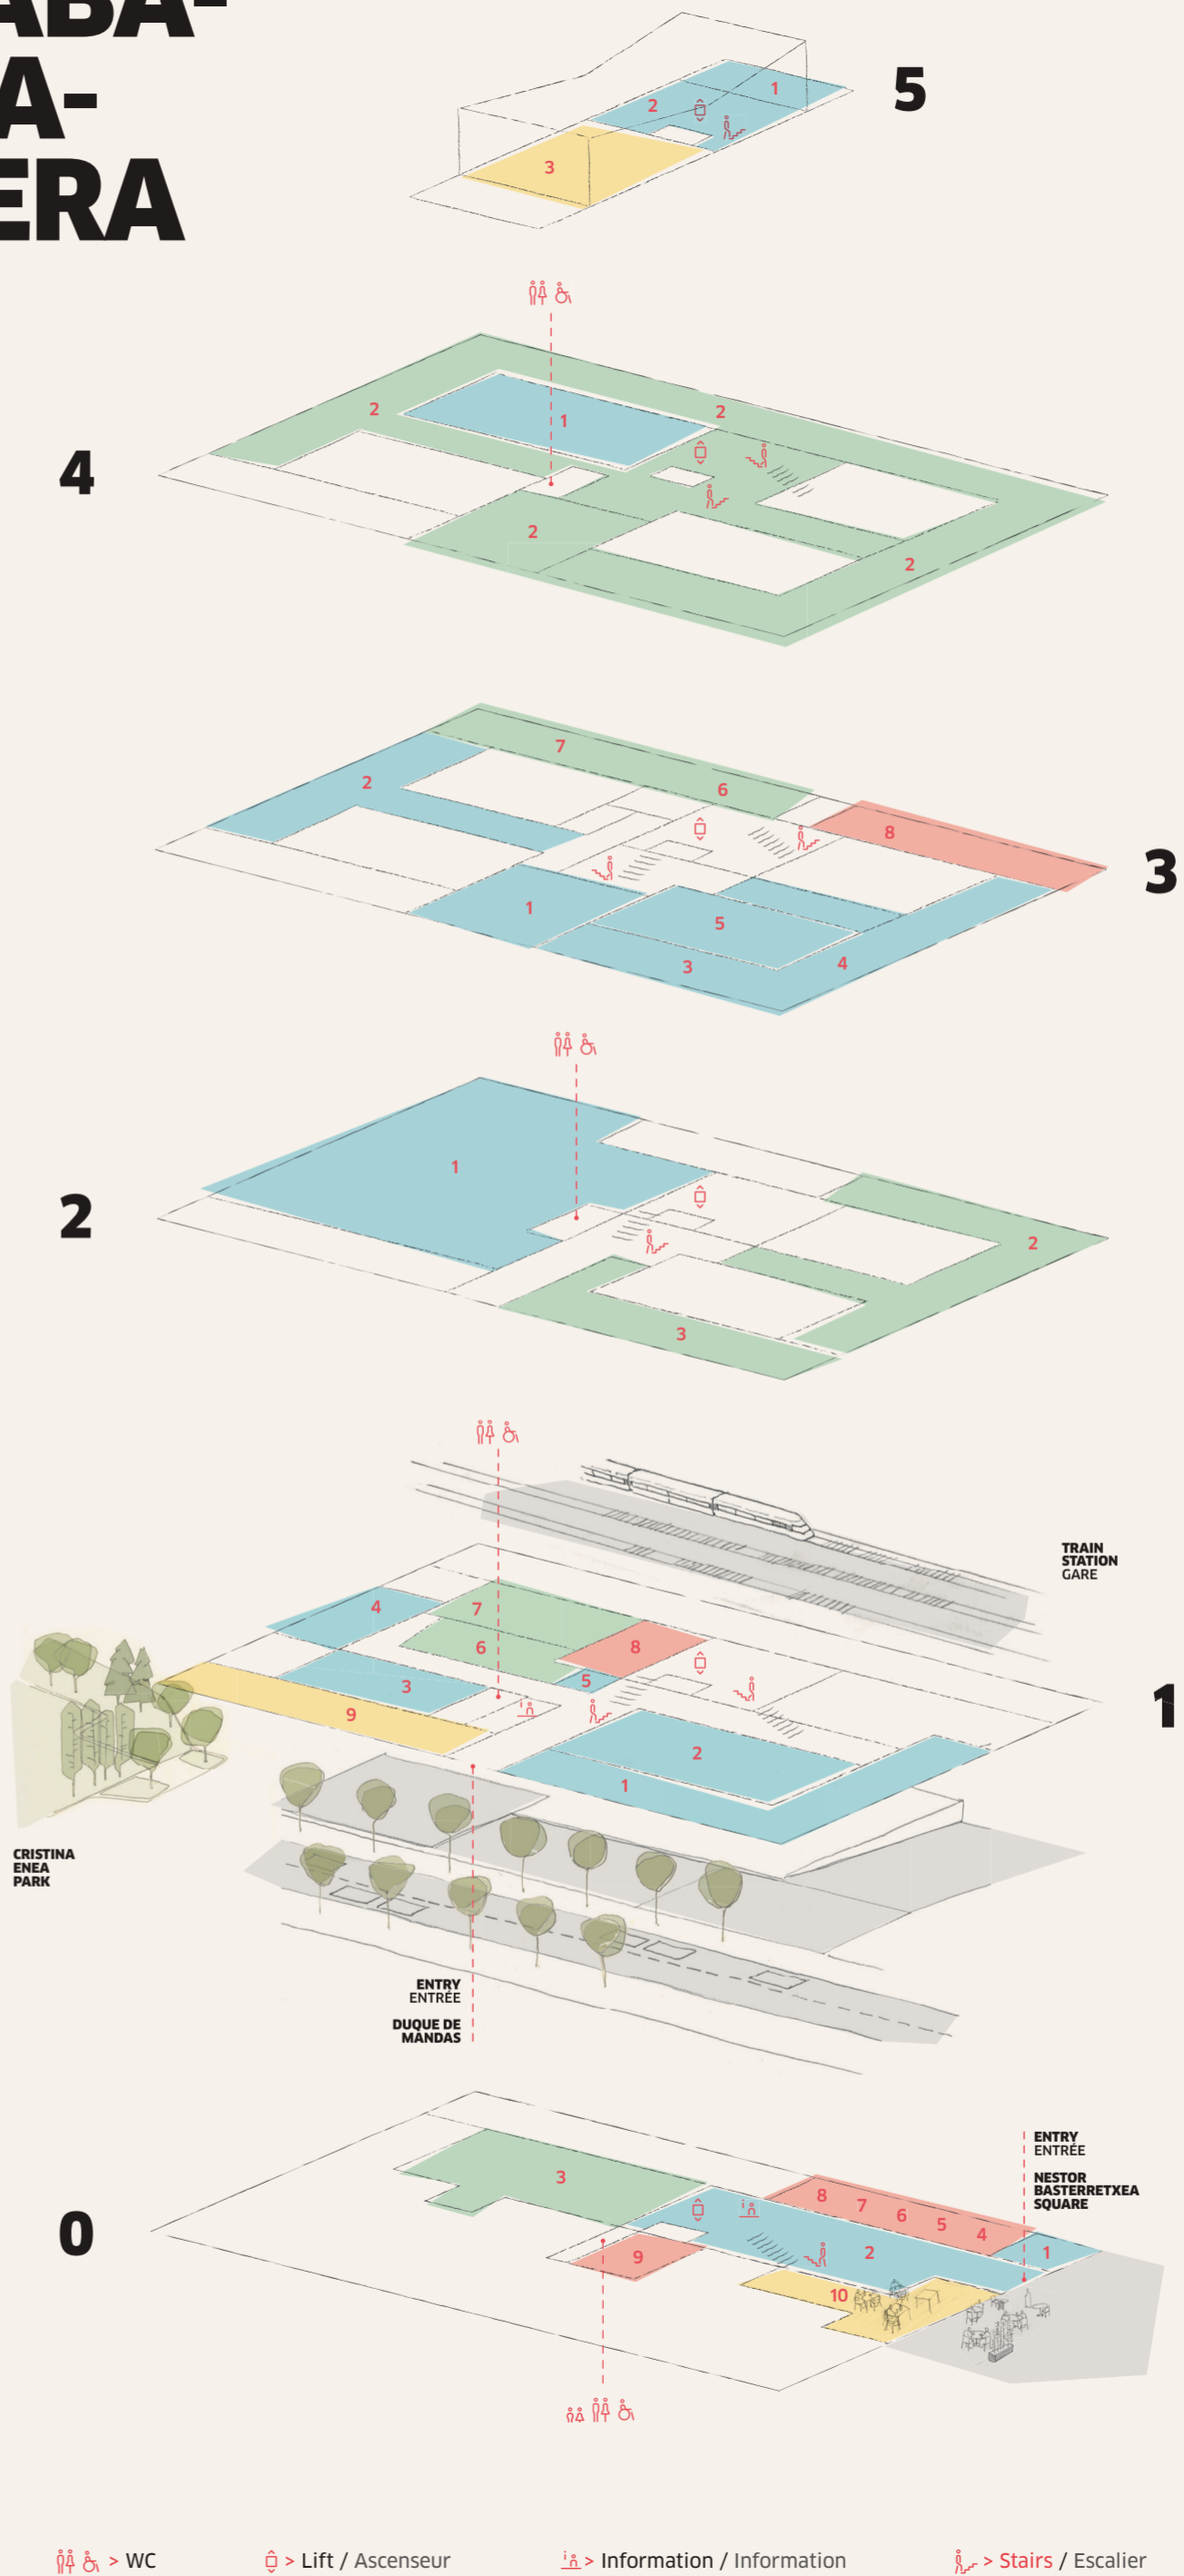 ABA-
A-
ERA
5
1
2
3
4
2
2
1
2
2
3
7
6
2
8
1
5
3
4
2
1
2
3
TRAIN
STATION
GARE
1
4
7
6
8
5
3
9
2
1
CRISTINA
ENEA
PARK
ENTRY
ENTRÉE
DUQUE DE
MANDAS
0
ENTRY
ENTRÉE
NESTOR
BASTERRETXEA
SQUARE
3
8
7
6
5
4
1
2
9
10
> WC
> Lift / Ascenseur
> Information / Information
> Stairs / Escalier